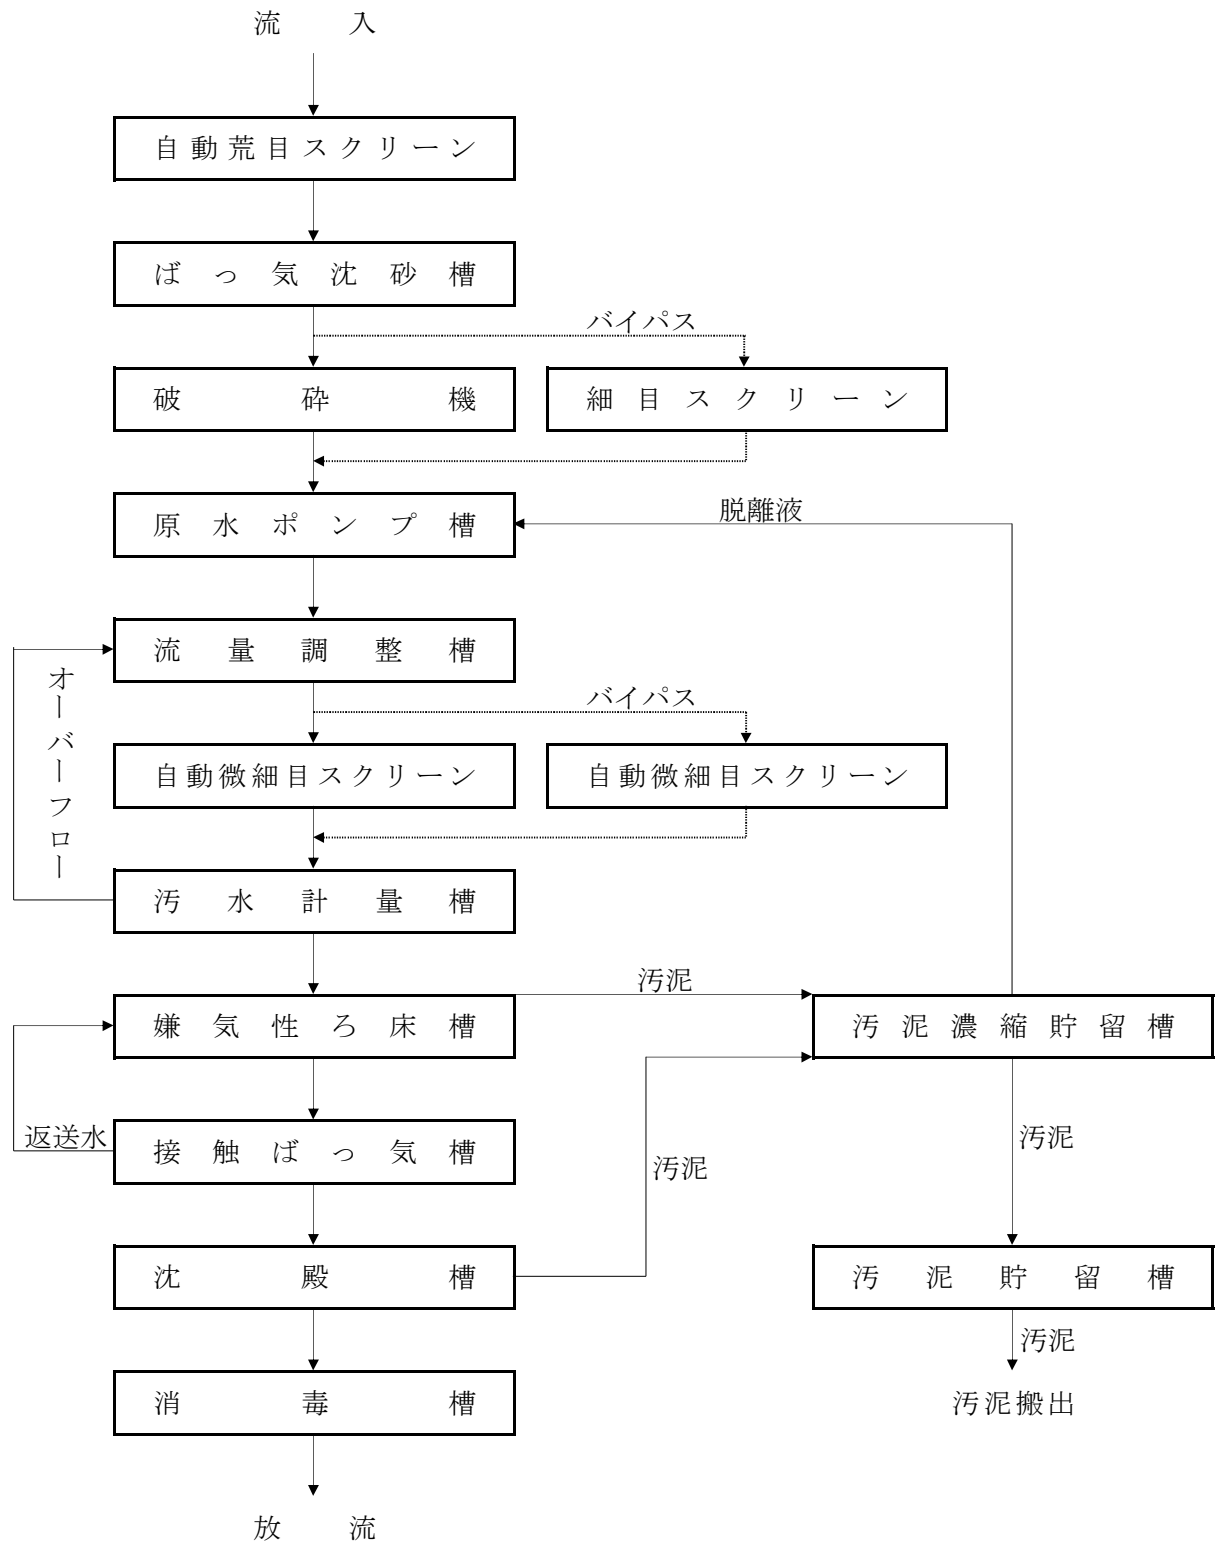 流入
自動荒目スクリーン
ばっ気沈砂槽
バイパス
破砕機
細目スクリーン
原水ポンプ槽
脱離液
流量調整槽
オーバーフロー
バイパス
自動微細目スクリーン
自動微細目スクリーン
汚水計量槽
汚泥
嫌気性ろ床槽
汚泥濃縮貯留槽
返送水
接触ばっ気槽
汚泥
汚泥
沈殿槽
汚泥貯留槽
汚泥
消毒槽
汚泥搬出
放流